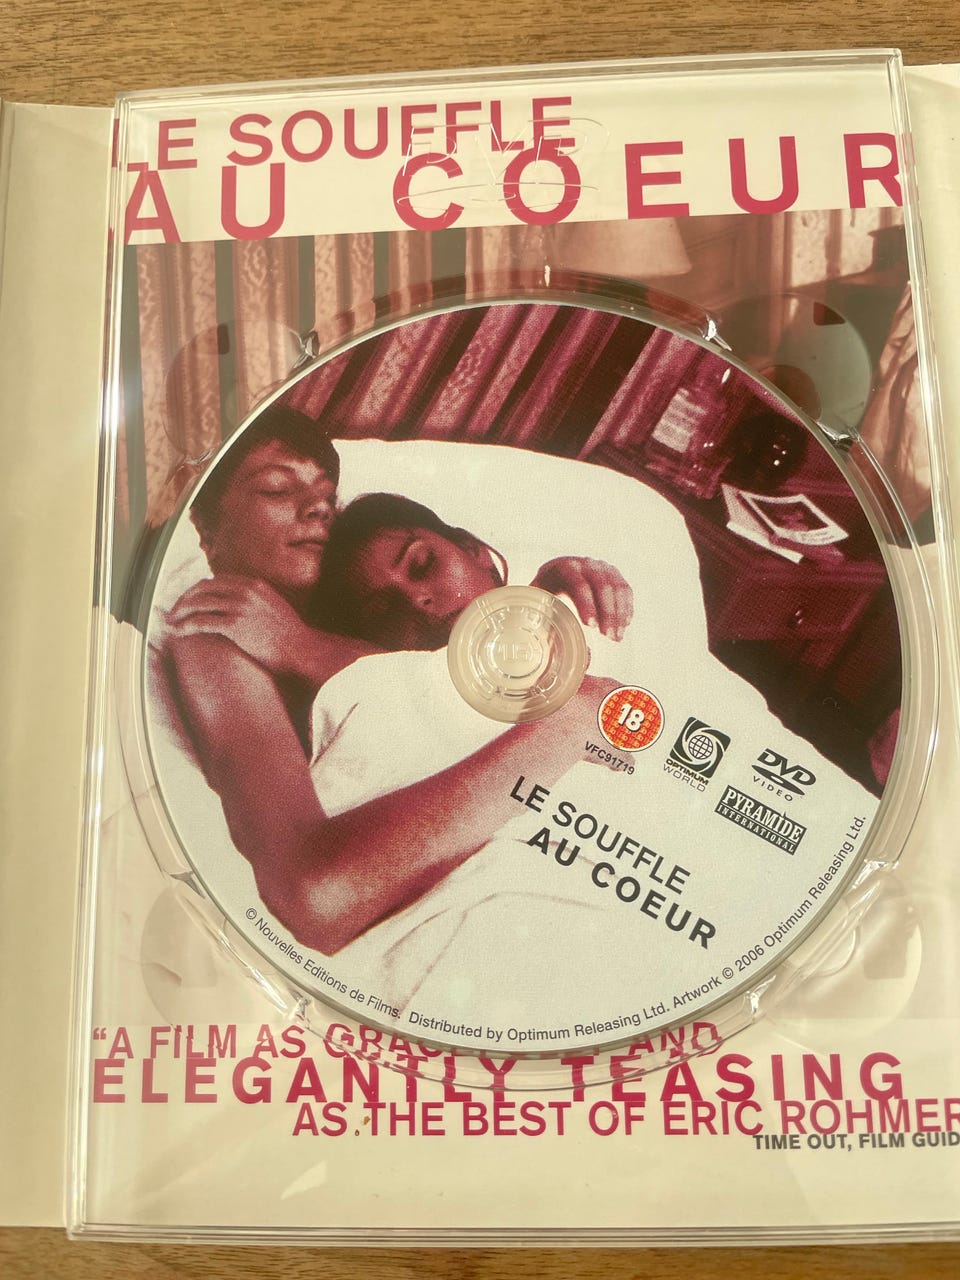 LE SOUFFLE
AU COEUR
18
VFC91719
OPTIMUM
WORLD
DVD
VIDEO
PYRAMIDE
INTERNATIONAL
LE SOUFFLE
AU COEUR
© Nouvelles Editions de Films. Distributed by Optimum Releasing Ltd. Artwork © 2006 Optimum Releasing Ltd.
“A FILM AS AND
ELEGANTLY TEASING
AS THE BEST OF ERIC ROHMER
TIME OUT, FILM GUID